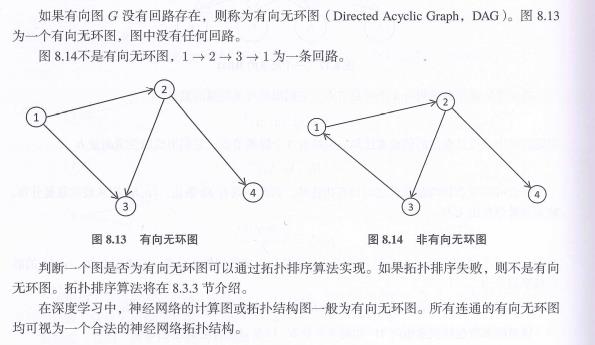 如果有向图 G 没有回路存在，则称为有向无环图（Directed Acyclic Graph，DAG）。图 8.13
为一个有向无环图，图中没有任何回路。
图 8.14不是有向无环图，1→2→3→1 为一条回路。
1
2
3
4
1
2
3
4
图 8.13 有向无环图
图 8.14 非有向无环图
判断一个图是否为有向无环图可以通过拓扑排序算法实现。如果拓扑排序失败，则不是有向
无环图。拓扑排序算法将在 8.3.3 节介绍。
在深度学习中，神经网络的计算图或拓扑结构图一般为有向无环图。所有连通的有向无环图
均可视为一个合法的神经网络拓扑结构。